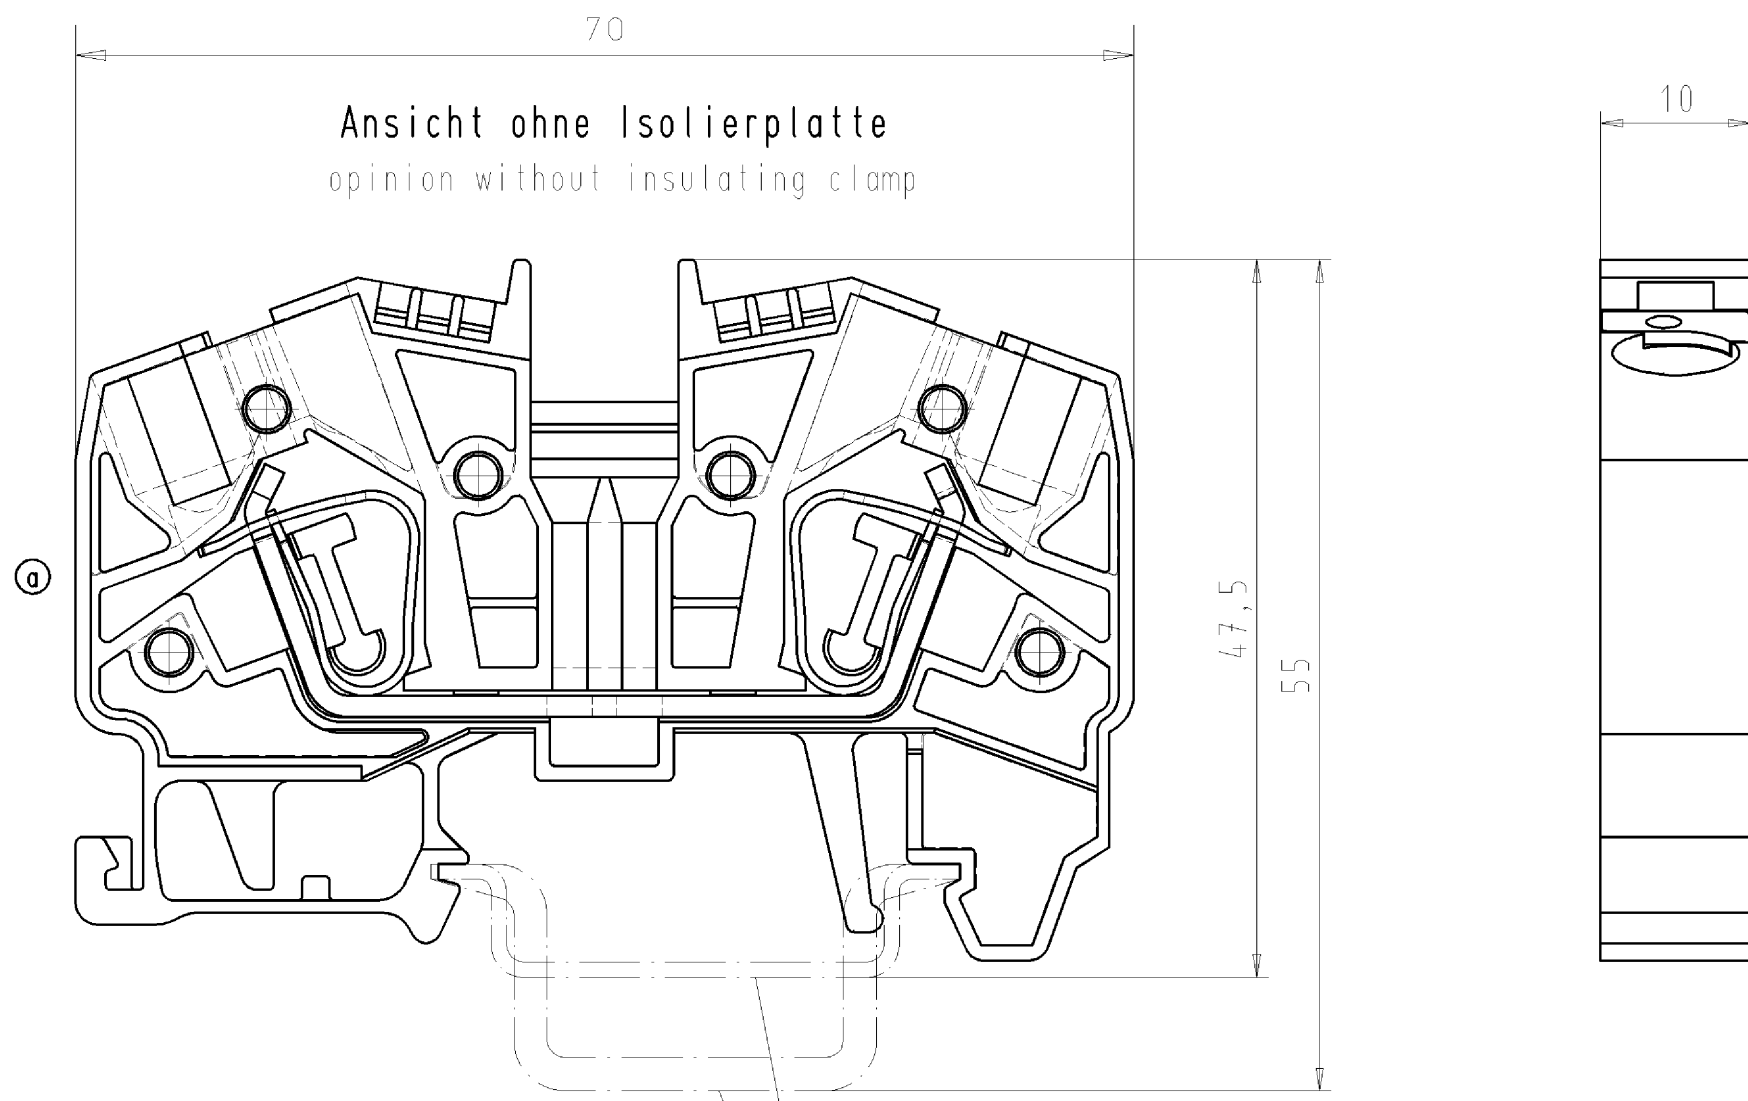 70
10
Ansicht ohne Isolierplatte
opinion without insulating clamp
a
47,5
55